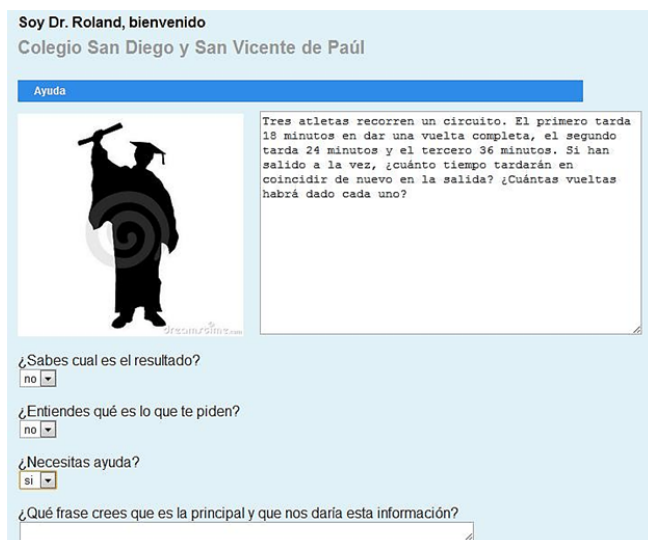 Soy Dr. Roland, bienvenido
Colegio San Diego y San Vicente de Paúl
Ayuda
Tres atletas recorren un circuito. El primero tarda
18 minutos en dar una vuelta completa, el segundo
tarda 24 minutos y el tercero 36 minutos. Si han
salido a la vez, ¿cuánto tiempo tardarán en
coincidir de nuevo en la salida? ¿Cuántas vueltas
habrá dado cada uno?
dreamstime.com
¿Sabes cual es el resultado?
no
¿Entiendes qué es lo que te piden?
no
¿Necesitas ayuda?
si
¿Qué frase crees que es la principal y que nos daría esta información?